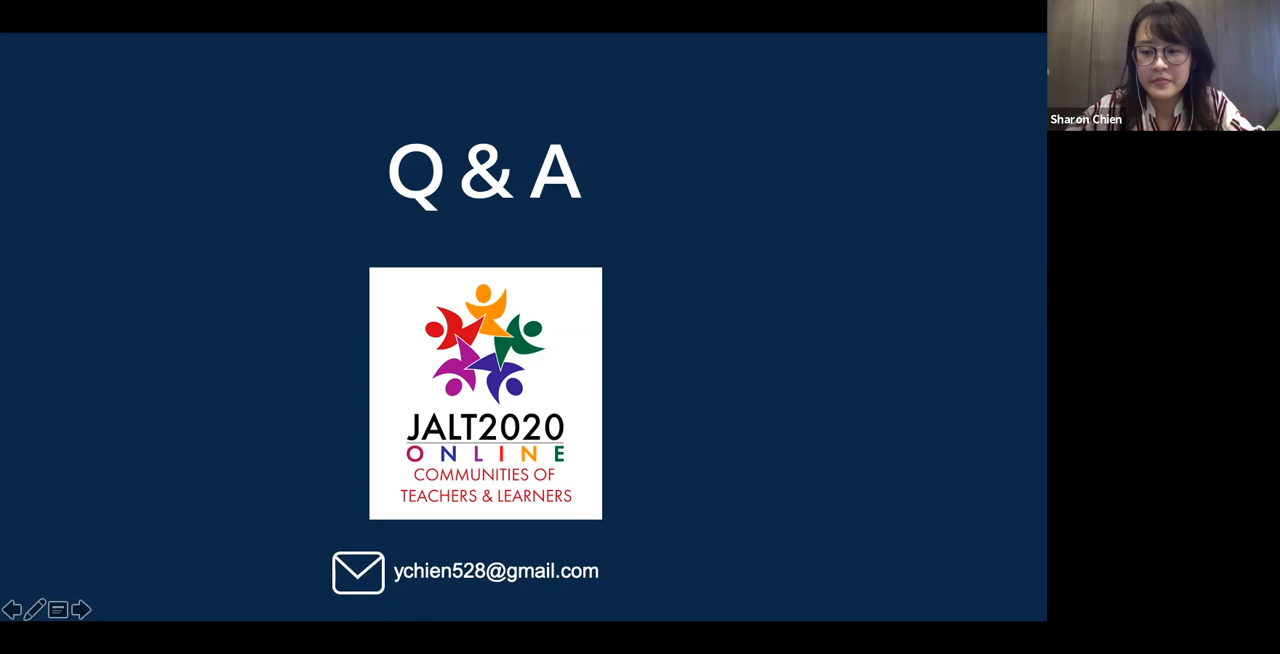 Q & A
JALT2020
ONLINE
COMMUNITIES OF
TEACHERS & LEARNERS
ychien528@gmail.com
Sharon Chien